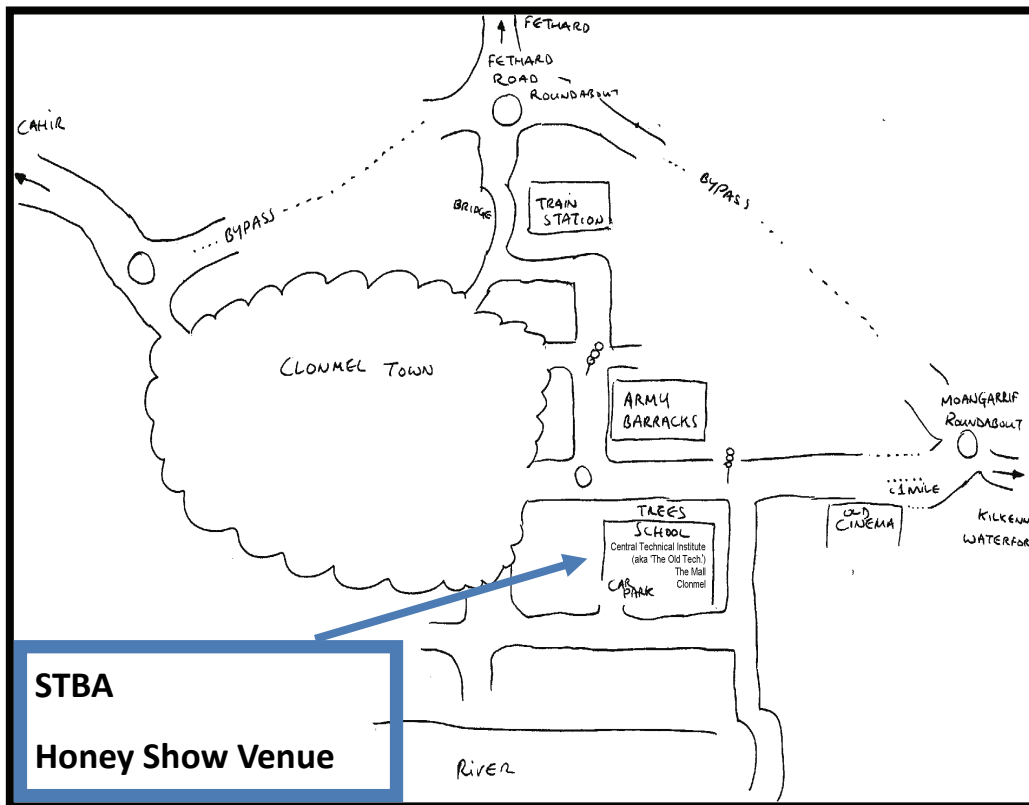 FETHARD
FETHARD
ROAD
ROUNDABOUT
CAHIR
BYPASS
BRIDGE
TRAIN
STATION
BYPASS
CLONMEL TOWN
ARMY
BARRACKS
MOANGARRIF
ROUNDABOUT
<1MILE
KILKENN
WATERFOR
OLD
CINEMA
TREES
SCHOOL
Central Technical Institute
(aka 'The Old Tech.')
The Mall
Clonmel
CAR
PARK
STBA
Honey Show Venue
RIVER